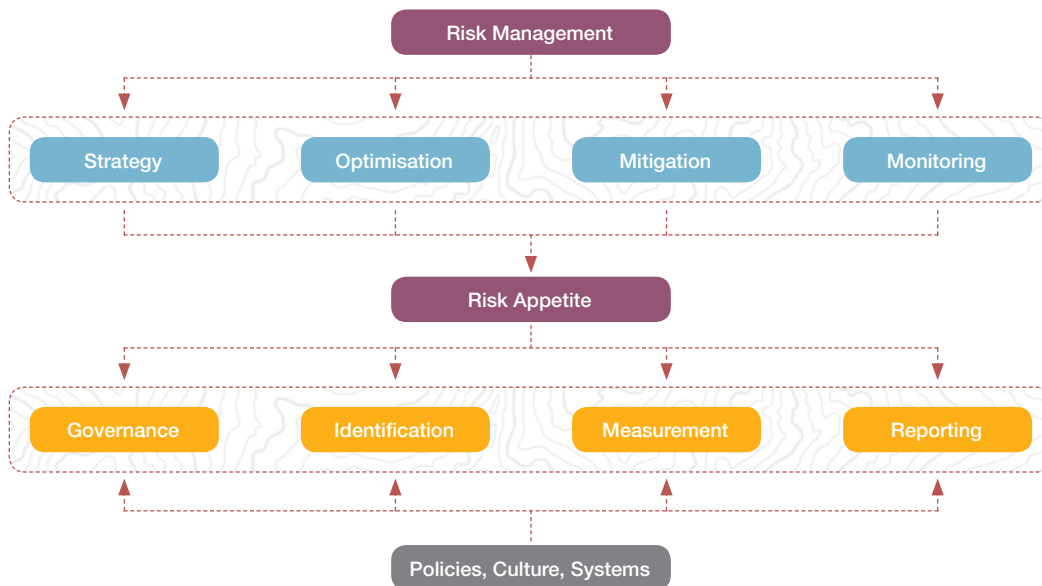 Risk Management
Strategy
Optimisation
Mitigation
Monitoring
Risk Appetite
Governance
Identification
Measurement
Reporting
Policies, Culture, Systems